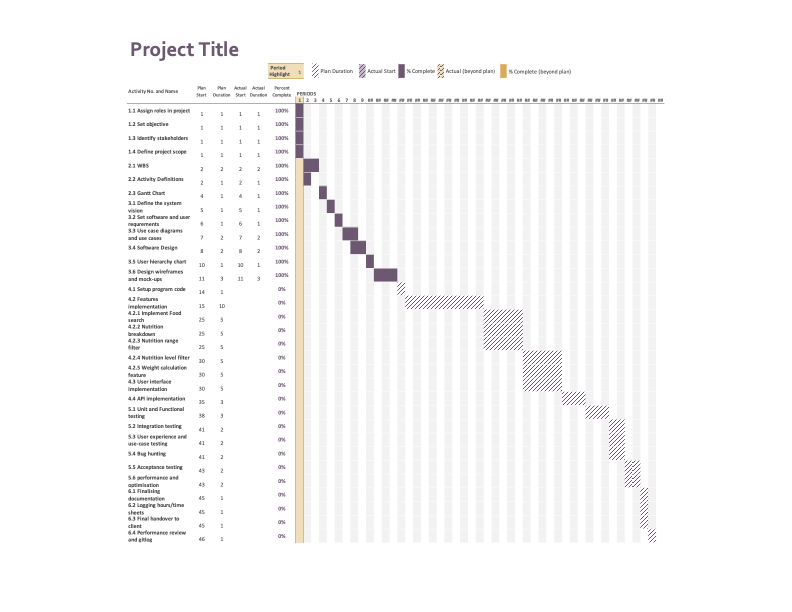 Project Title
Period Highlight 1 Plan Duration Actual Start % Complete Actual (beyond plan) % Complete (beyond plan)
Activity No. and Name Plan Start Plan Duration Actual Start Actual Duration Percent Complete PERIODS
1 2 3 4 5 6 7 8 9 ## ## ## ## ## ## ## ## ## ## ## ## ## ## ## ## ## ## ## ## ## ## ## ## ## ## ## ## ## ## ## ## ## ## ## ## ## ##
1.1 Assign roles in project 1 1 1 1 100%
1.2 Set objective 1 1 1 1 100%
1.3 Identify stakeholders 1 1 1 1 100%
1.4 Define project scope 1 1 1 1 100%
2.1 WBS 2 2 2 2 100%
2.2 Activity Definitions 2 1 2 1 100%
2.3 Gantt Chart 4 1 4 1 100%
3.1 Define the system vision 5 1 5 1 100%
3.2 Set software and user requrements 6 1 6 1 100%
3.3 Use case diagrams and use cases 7 2 7 2 100%
3.4 Software Design 8 2 8 2 100%
3.5 User hierarchy chart 10 1 10 1 100%
3.6 Design wireframes and mock-ups 11 3 11 3 100%
4.1 Setup program code 14 1 0%
4.2 Features implementation 15 10 0%
4.2.1 Implement Food search 25 5 0%
4.2.2 Nutrition breakdown 25 5 0%
4.2.3 Nutrition range filter 25 5 0%
4.2.4 Nutrition level filter 30 5 0%
4.2.5 Weight calculation feature 30 5 0%
4.3 User interface implementation 30 5 0%
4.4 API implementation 35 3 0%
5.1 Unit and Functional testing 38 3 0%
5.2 Integration testing 41 2 0%
5.3 User experience and use-case testing 41 2 0%
5.4 Bug hunting 41 2 0%
5.5 Acceptance testing 43 2 0%
5.6 performance and optimisation 43 2 0%
6.1 Finalising documentation 45 1 0%
6.2 Logging hours/time sheets 45 1 0%
6.3 Final handover to client 45 1 0%
6.4 Performance review and gitlog 46 1 0%